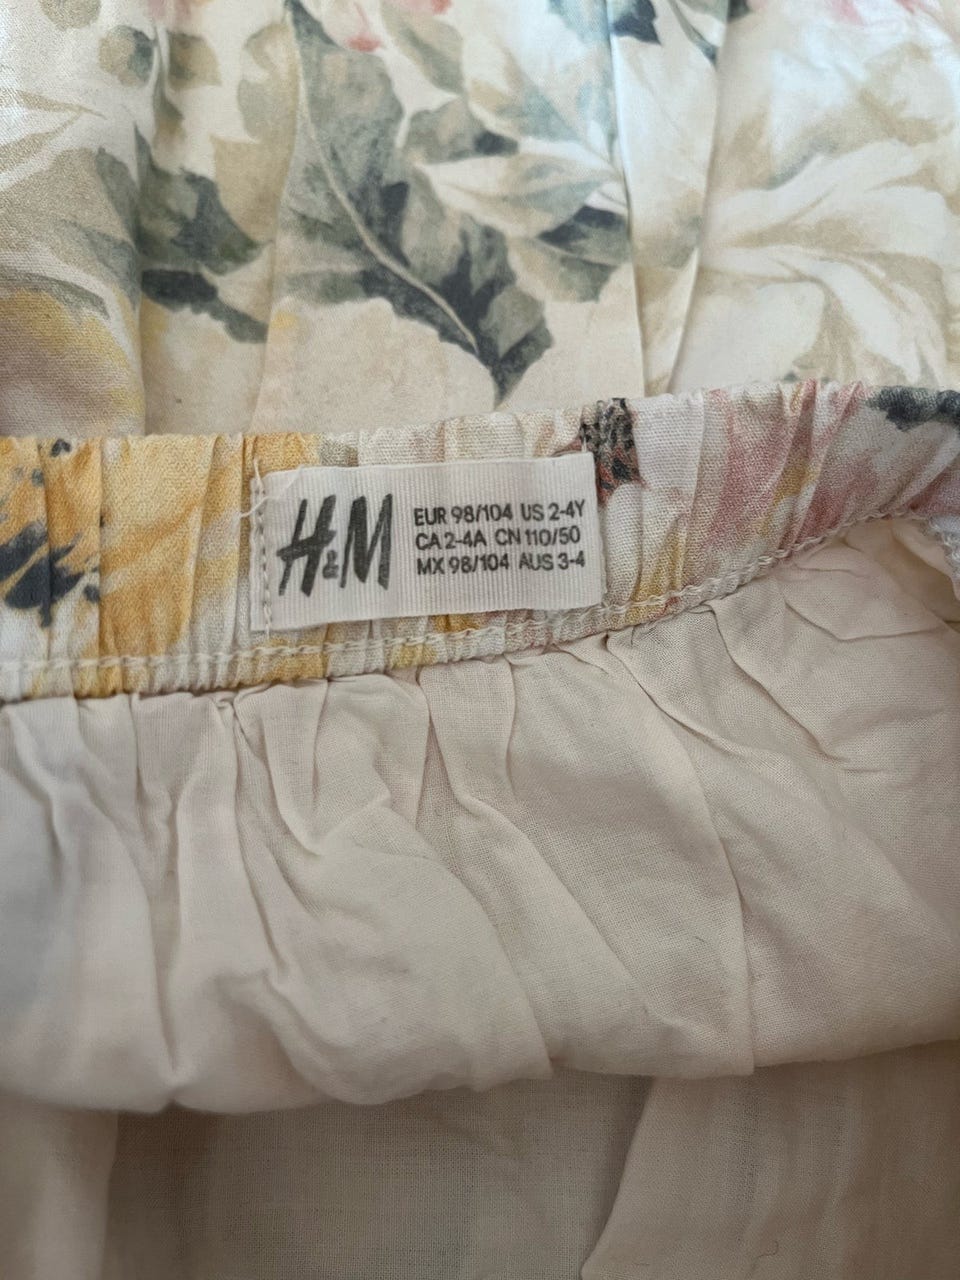 H&M
EUR 98/104 US 2-4Y
CA 2-4A CN 110/50
MX 98/104 AUS 3-4